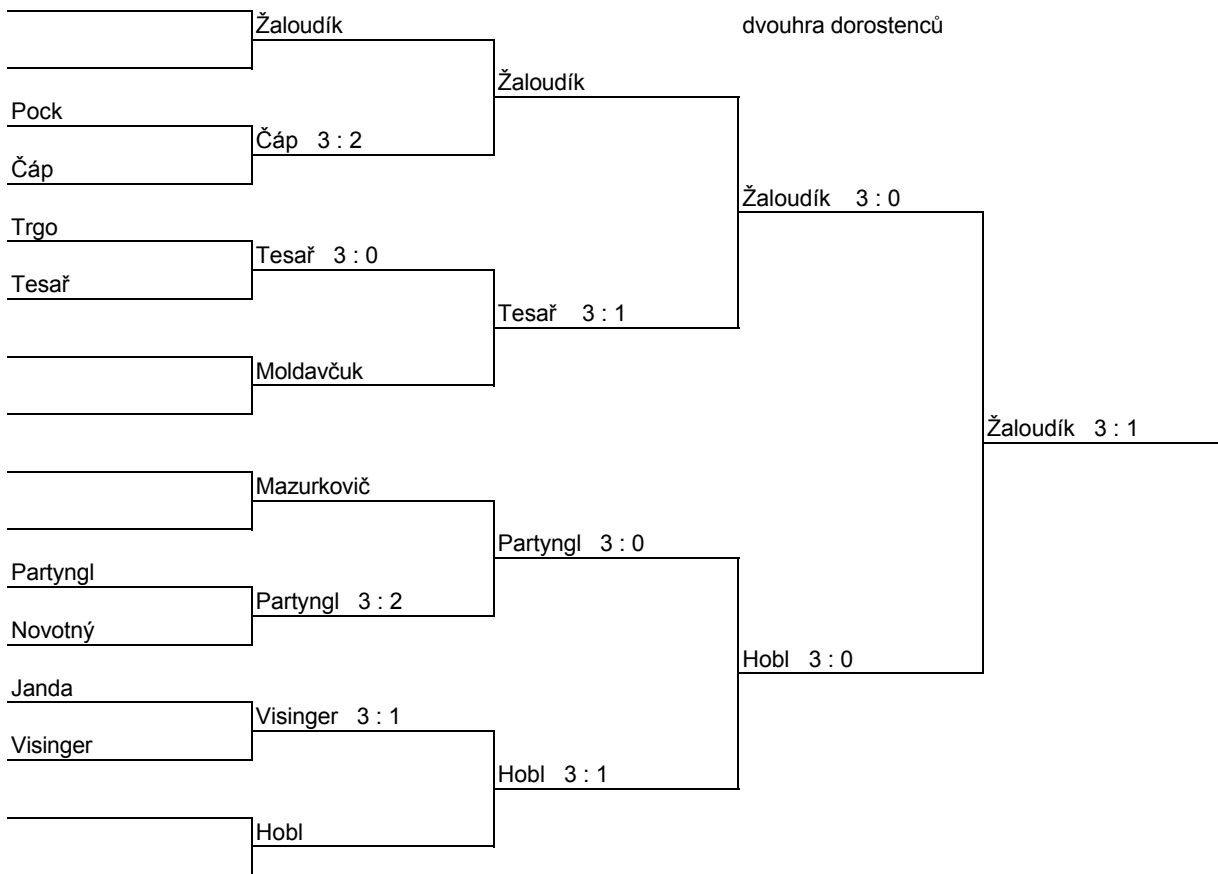 Žaloudík
dvouhra dorostenců
Žaloudík
Pock
Čáp 3 : 2
Čáp
Žaloudík 3 : 0
Trgo
Tesař 3 : 0
Tesař
Tesař 3 : 1
Moldavčuk
Žaloudík 3 : 1
Mazurkovič
Partyngl 3 : 0
Partyngl
Partyngl 3 : 2
Novotný
Hobl 3 : 0
Janda
Visinger 3 : 1
Visinger
Hobl 3 : 1
Hobl